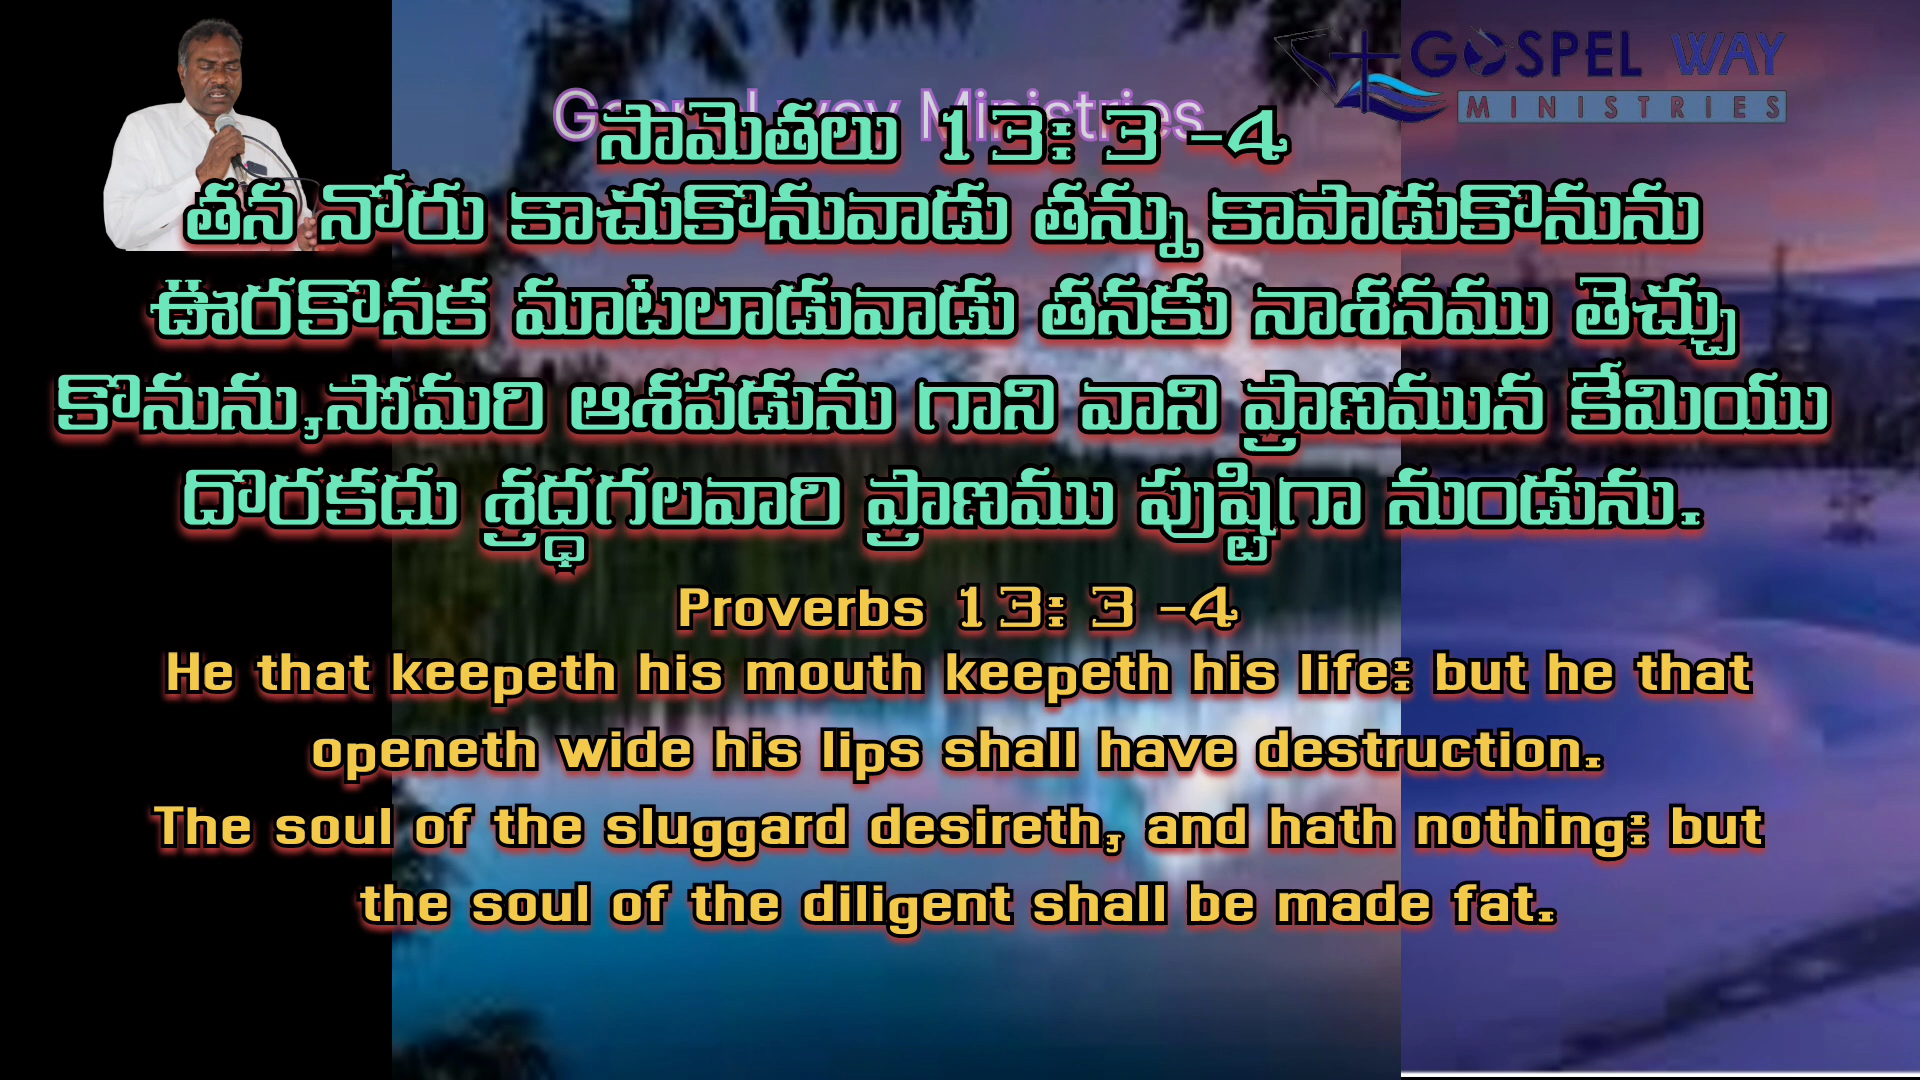 GOSPEL WAY
MINISTRIES
Gospel way Ministries
సామెతలు 13: 3 -4
తన నోరు కాచుకొనువాడు తన్ను కాపాడుకొనును
ఊరకొనక మాటలాడువాడు తనకు నాశనము తెచ్చు
కొనును,సోమరి ఆశపడును గాని వాని ప్రాణమున కేమియు
దొరకదు శ్రద్ధగలవారి ప్రాణము పుష్టిగా నుండును.
Proverbs 13: 3 -4
He that keepeth his mouth keepeth his life: but he that
openeth wide his lips shall have destruction.
The soul of the sluggard desireth, and hath nothing: but
the soul of the diligent shall be made fat.